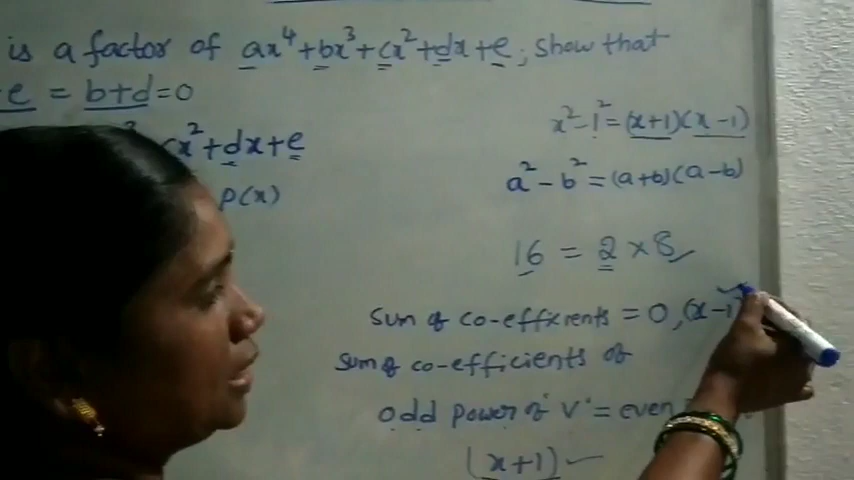 is a factor of ax⁴+bx³+cx²+dx+e, show that
e = b+d=0
cx²+dx+e
p(x)
x²-1²=(x+1)(x-1)
a²-b²=(a+b)(a-b)
16 = 2×8
sum of co-efficients = 0, (x-1)
sum of co-efficients of
odd power of 'v' = even
(x+1)